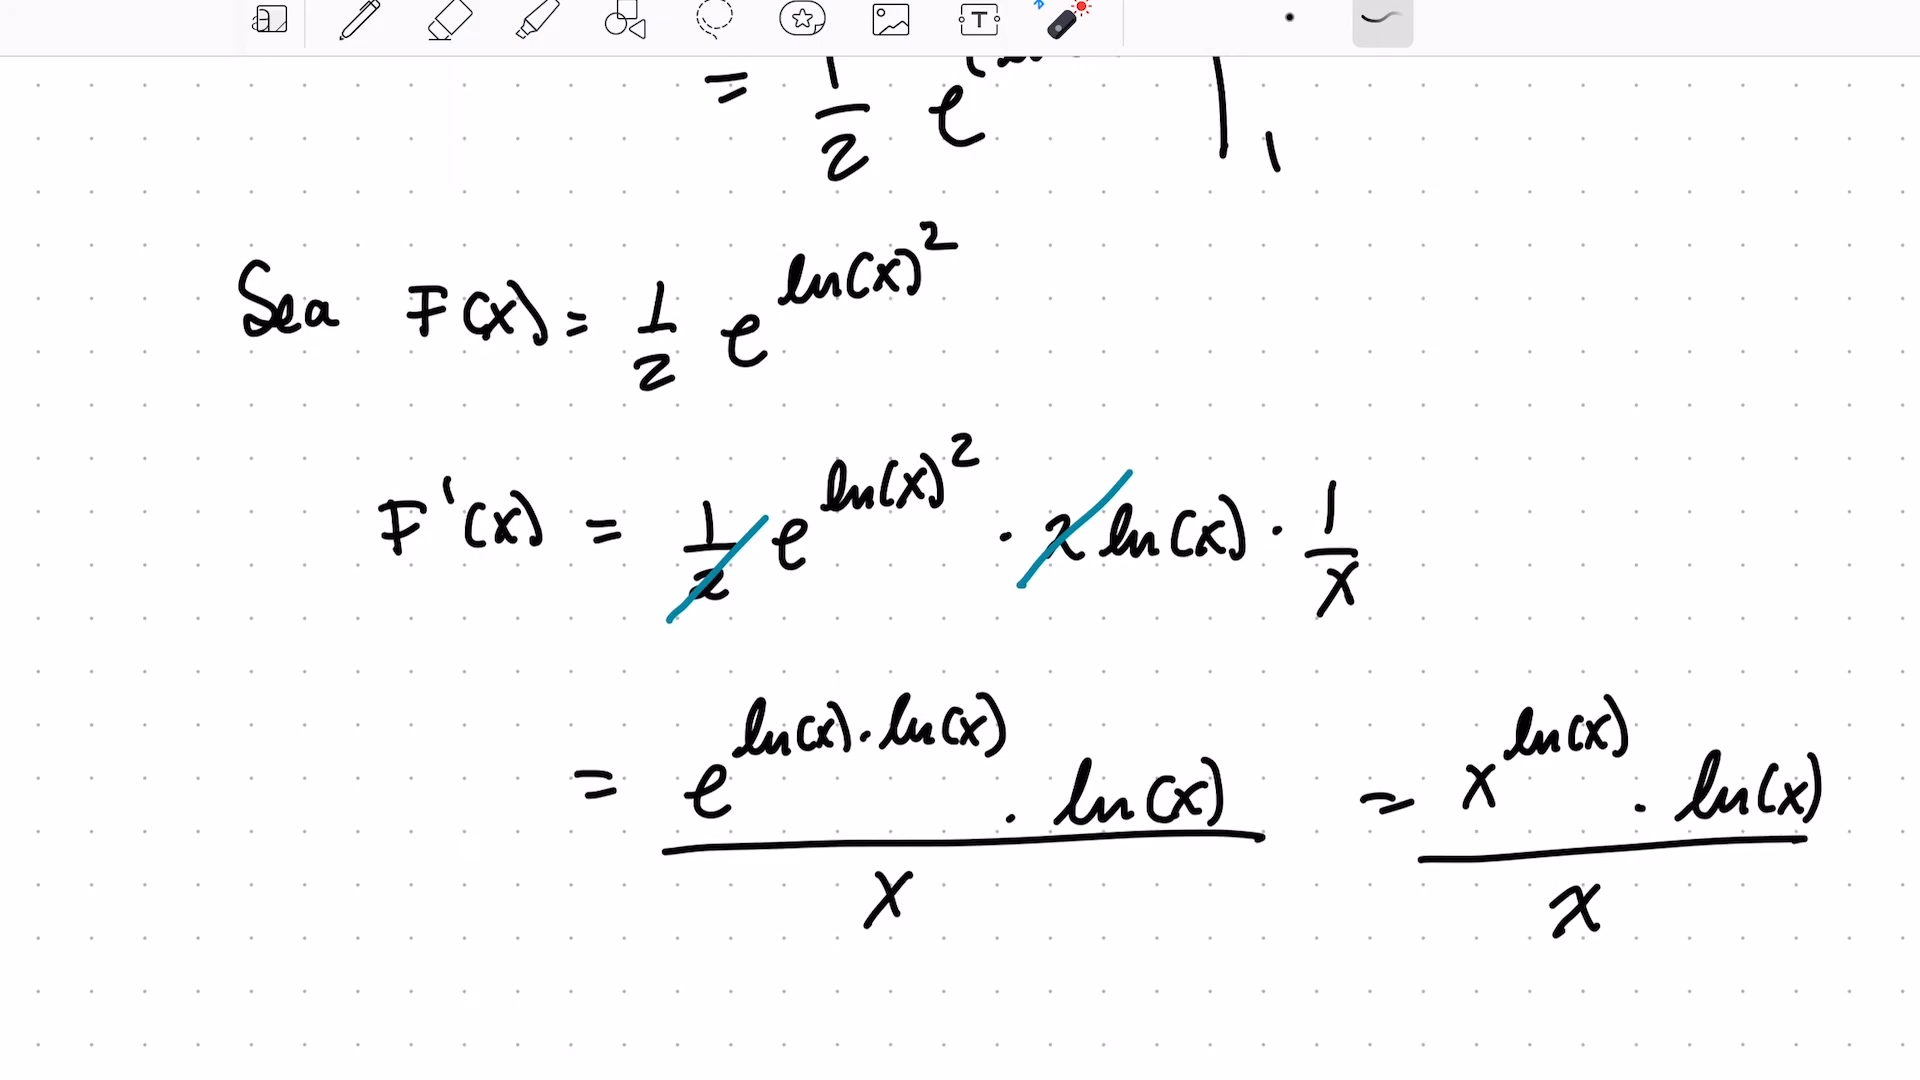 = 1/2 e |₁
Sea F(x) = 1/2 e^ln(x)^2
F'(x) = 1/2 e^ln(x)^2 · 2 ln(x) · 1/x
= e^ln(x)·ln(x) · ln(x) / x = x^ln(x) · ln(x) / x